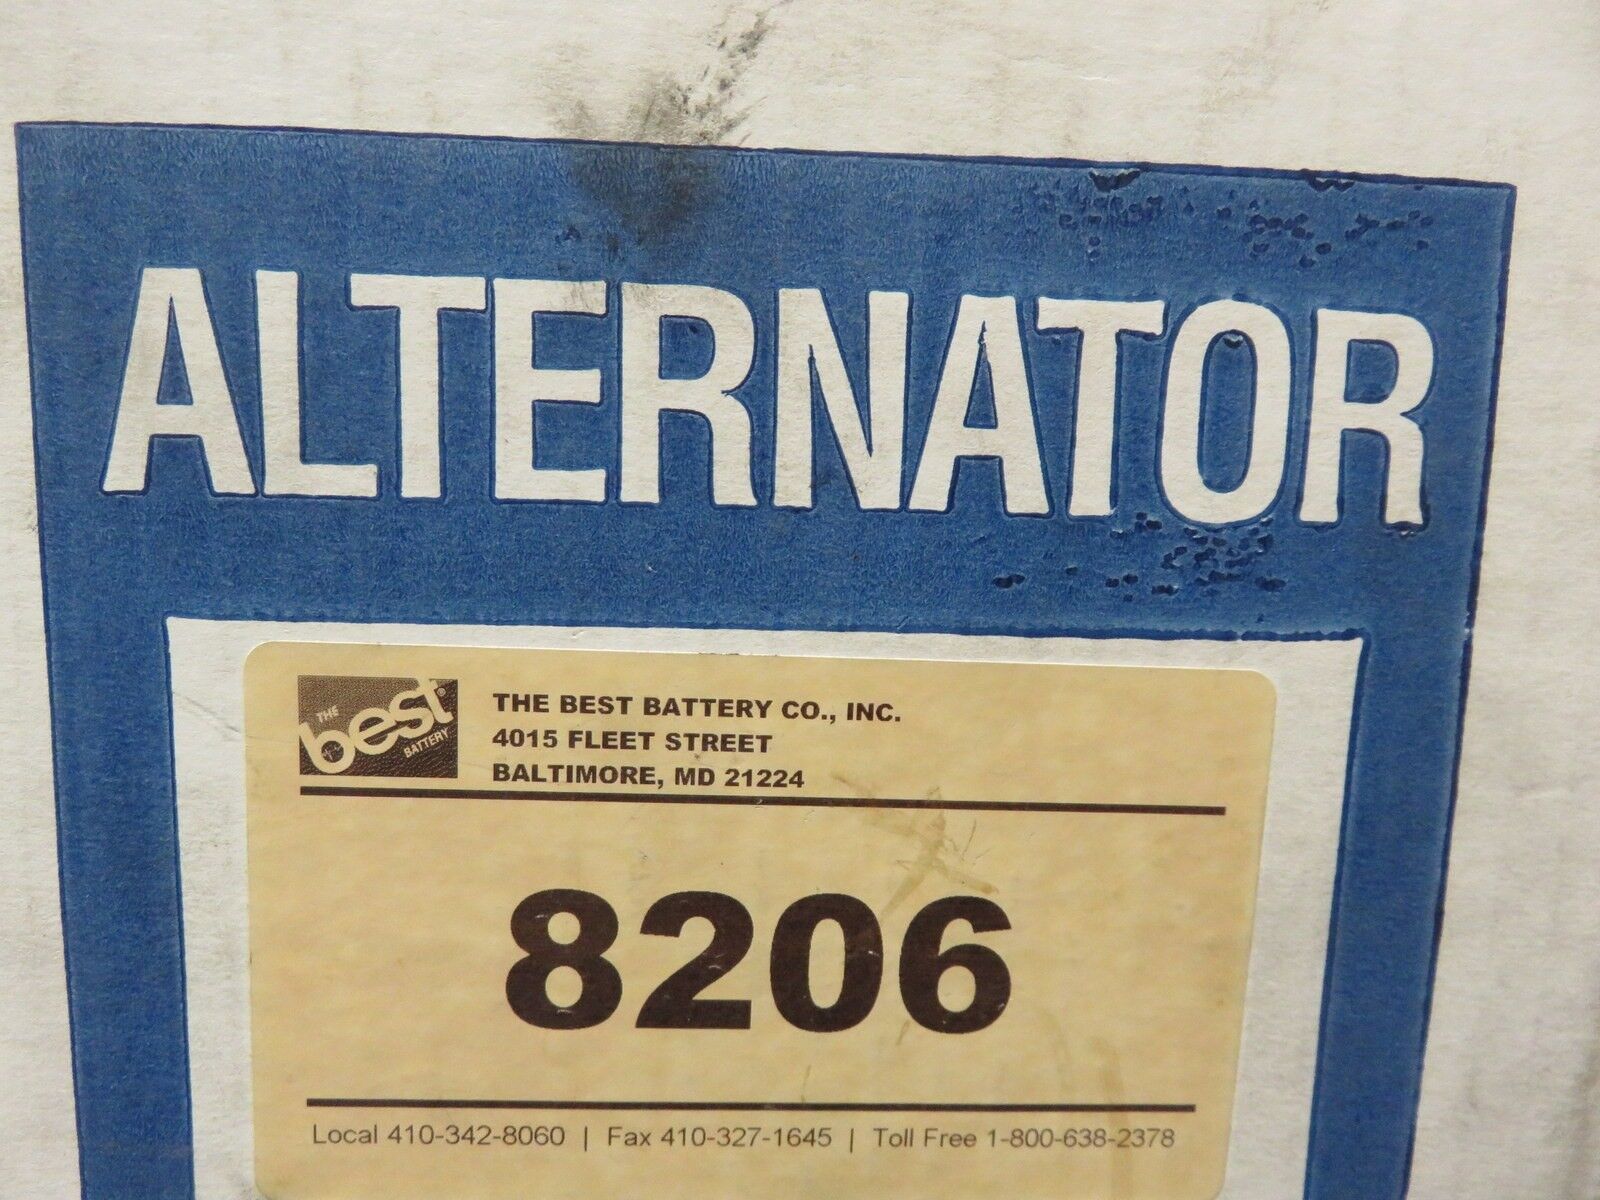 ALTERNATOR
THE
best®
BATTERY
THE BEST BATTERY CO., INC.
4015 FLEET STREET
BALTIMORE, MD 21224
8206
Local 410-342-8060 | Fax 410-327-1645 | Toll Free 1-800-638-2378